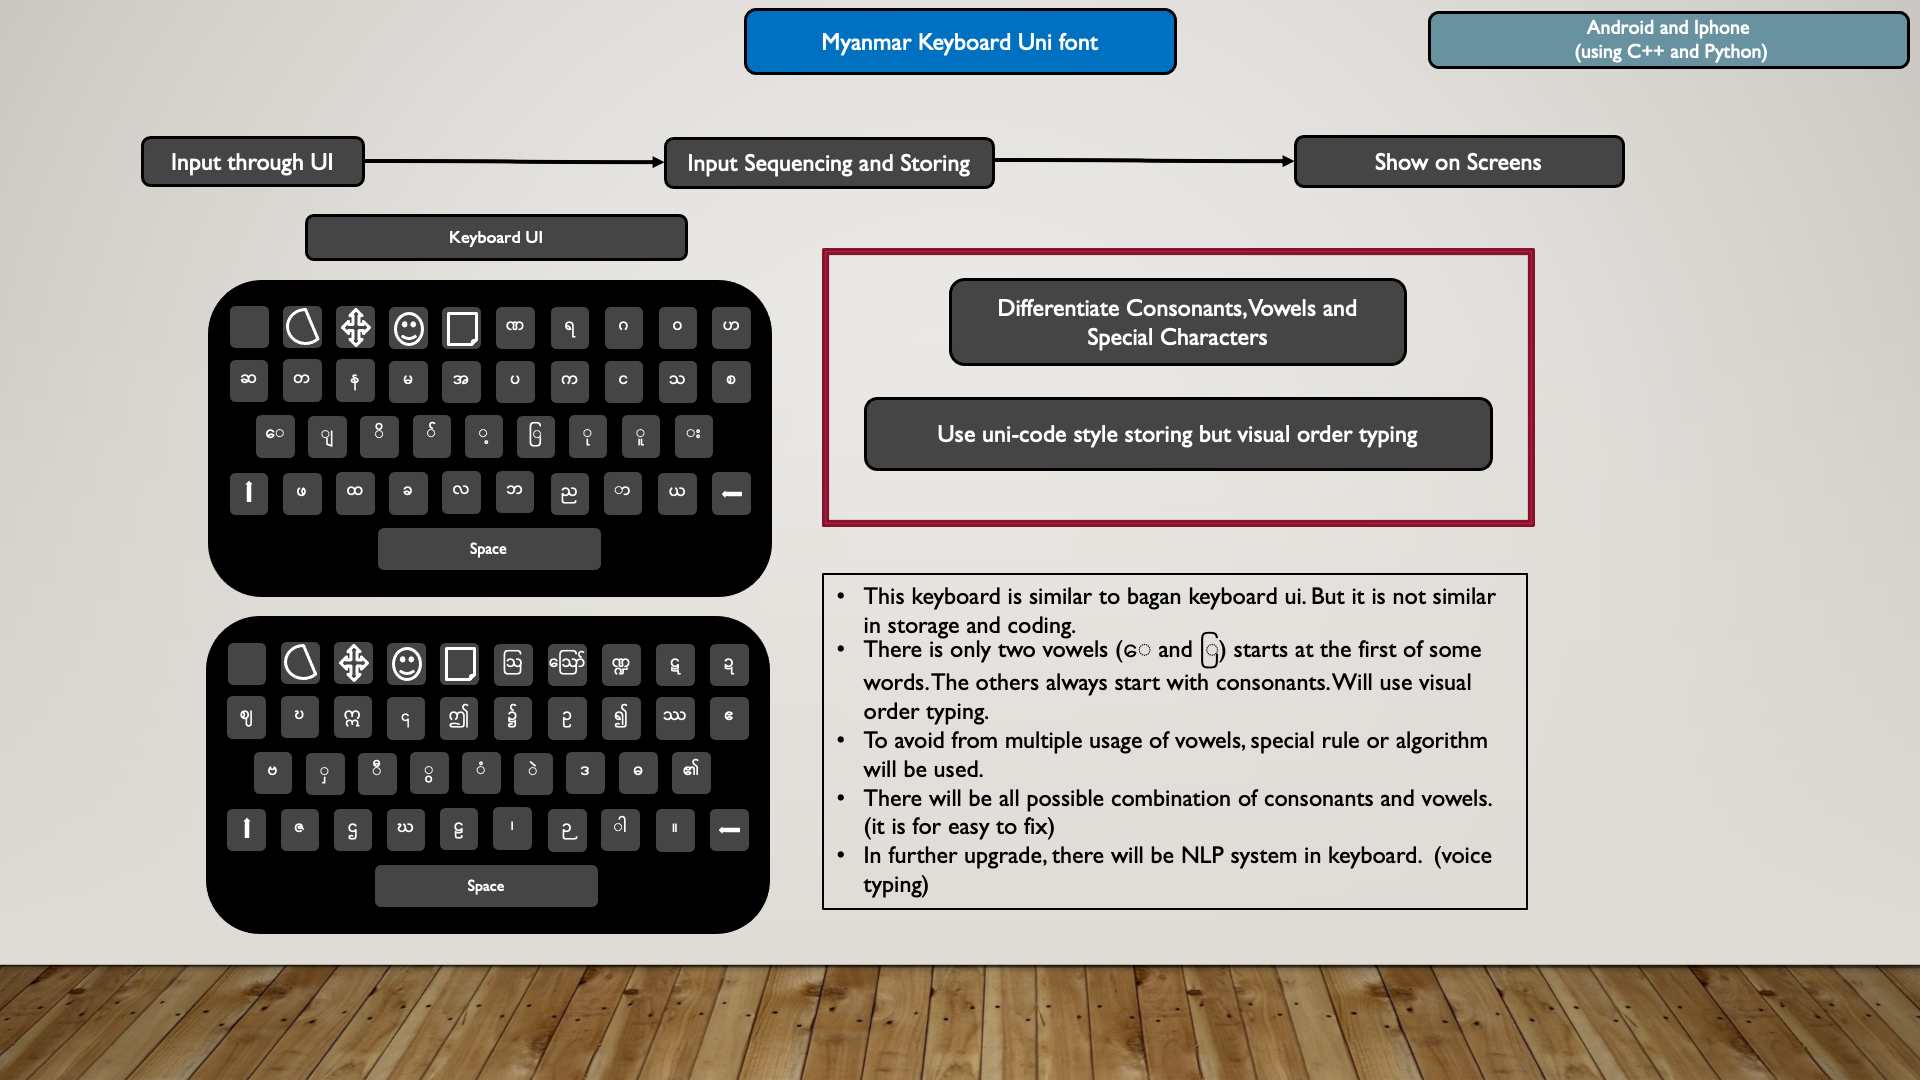 Myanmar Keyboard Uni font
Android and Iphone
(using C++ and Python)
Input through UI
Input Sequencing and Storing
Show on Screens
Keyboard UI
ဏ ရ ဂ ဝ ဟ
ဆ တ န မ အ ပ က င သ စ
ေ ျ ိ ် ့ ြ ု ူ း
ဖ ထ ခ လ ဘ ည ာ ယ
Space
ဩ ဪ ဏ္ဍ ဋ ဍ
ဈ ၎ ဤ ၌ ဥ ၍ ဿ ဧ
ဗ ှ ီ ွ ံ ဲ ဒ ဓ ၏
ဇ ဌ ဃ ဠ ၊ ဉ ါ ။
Space
Differentiate Consonants, Vowels and
Special Characters
Use uni-code style storing but visual order typing
• This keyboard is similar to bagan keyboard ui. But it is not similar
in storage and coding.
• There is only two vowels (ေ and ြ) starts at the first of some
words. The others always start with consonants. Will use visual
order typing.
• To avoid from multiple usage of vowels, special rule or algorithm
will be used.
• There will be all possible combination of consonants and vowels.
(it is for easy to fix)
• In further upgrade, there will be NLP system in keyboard. (voice
typing)